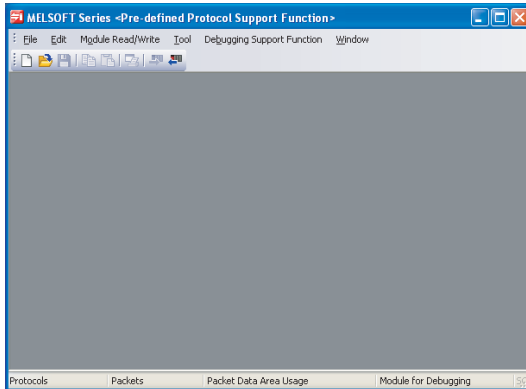 MELSOFT Series <Pre-defined Protocol Support Function>
File Edit Module Read/Write Tool Debugging Support Function Window
Protocols Packets Packet Data Area Usage Module for Debugging